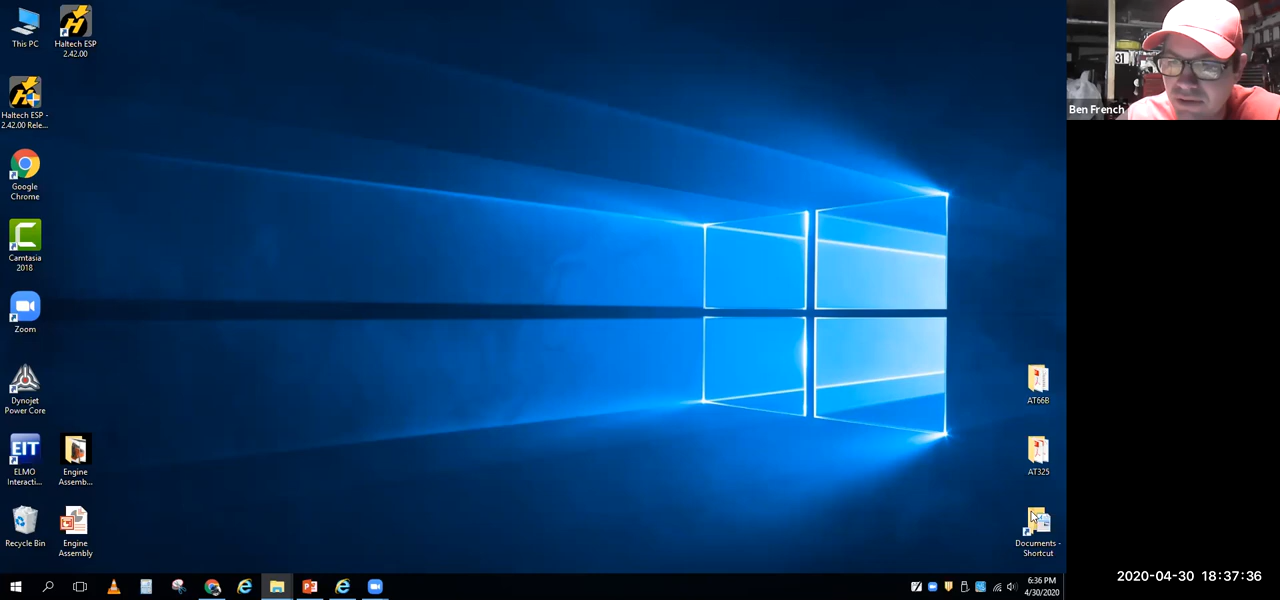 This PC
Haltech ESP
2.42.00
Haltech ESP -
2.42.00 Rele...
Google
Chrome
Camtasia
2018
Zoom
Dynojet
Power Core
EIT
ELMO
Interacti...
Engine
Assemb...
Recycle Bin
Engine
Assembly
AT66B
AT325
Documents -
Shortcut
Ben French
31
6:36 PM
4/30/2020
2020-04-30 18:37:36